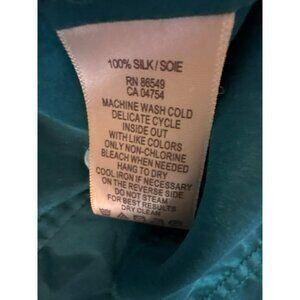 100% SILK / SOIE
RN 86549
CA 04754
MACHINE WASH COLD
DELICATE CYCLE
INSIDE OUT
WITH LIKE COLORS
ONLY NON-CHLORINE
BLEACH WHEN NEEDED
HANG TO DRY
COOL IRON IF NECESSARY
ON THE REVERSE SIDE
DO NOT STEAM
FOR BEST RESULTS
DRY CLEAN